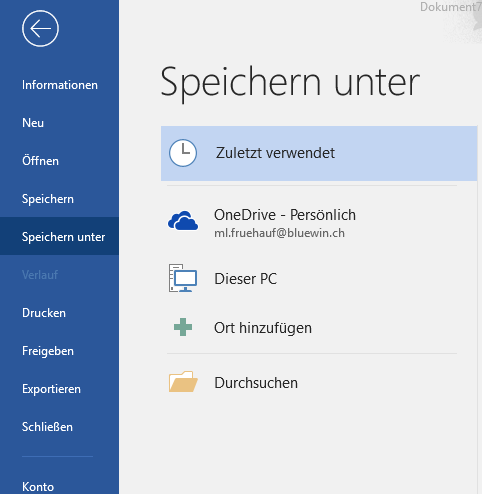 Dokument7
Informationen
Neu
Öffnen
Speichern
Speichern unter
Verlauf
Drucken
Freigeben
Exportieren
Schließen
Konto
Speichern unter
Zuletzt verwendet
OneDrive - Persönlich
ml.fruehauf@bluewin.ch
Dieser PC
Ort hinzufügen
Durchsuchen